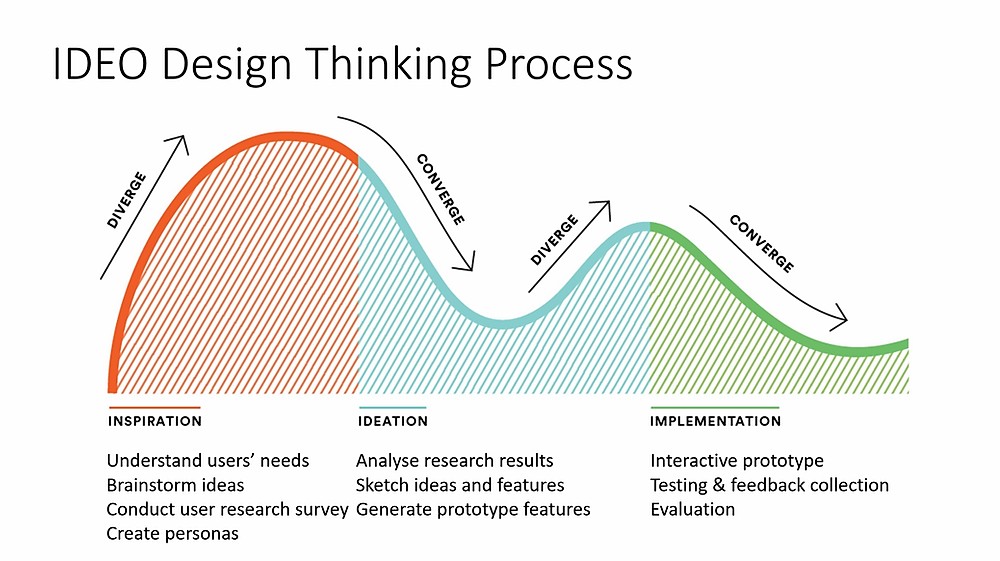 IDEO Design Thinking Process
DIVERGE
CONVERGE
DIVERGE
CONVERGE
INSPIRATION
Understand users’ needs
Brainstorm ideas
Conduct user research survey
Create personas
IDEATION
Analyse research results
Sketch ideas and features
Generate prototype features
IMPLEMENTATION
Interactive prototype
Testing & feedback collection
Evaluation